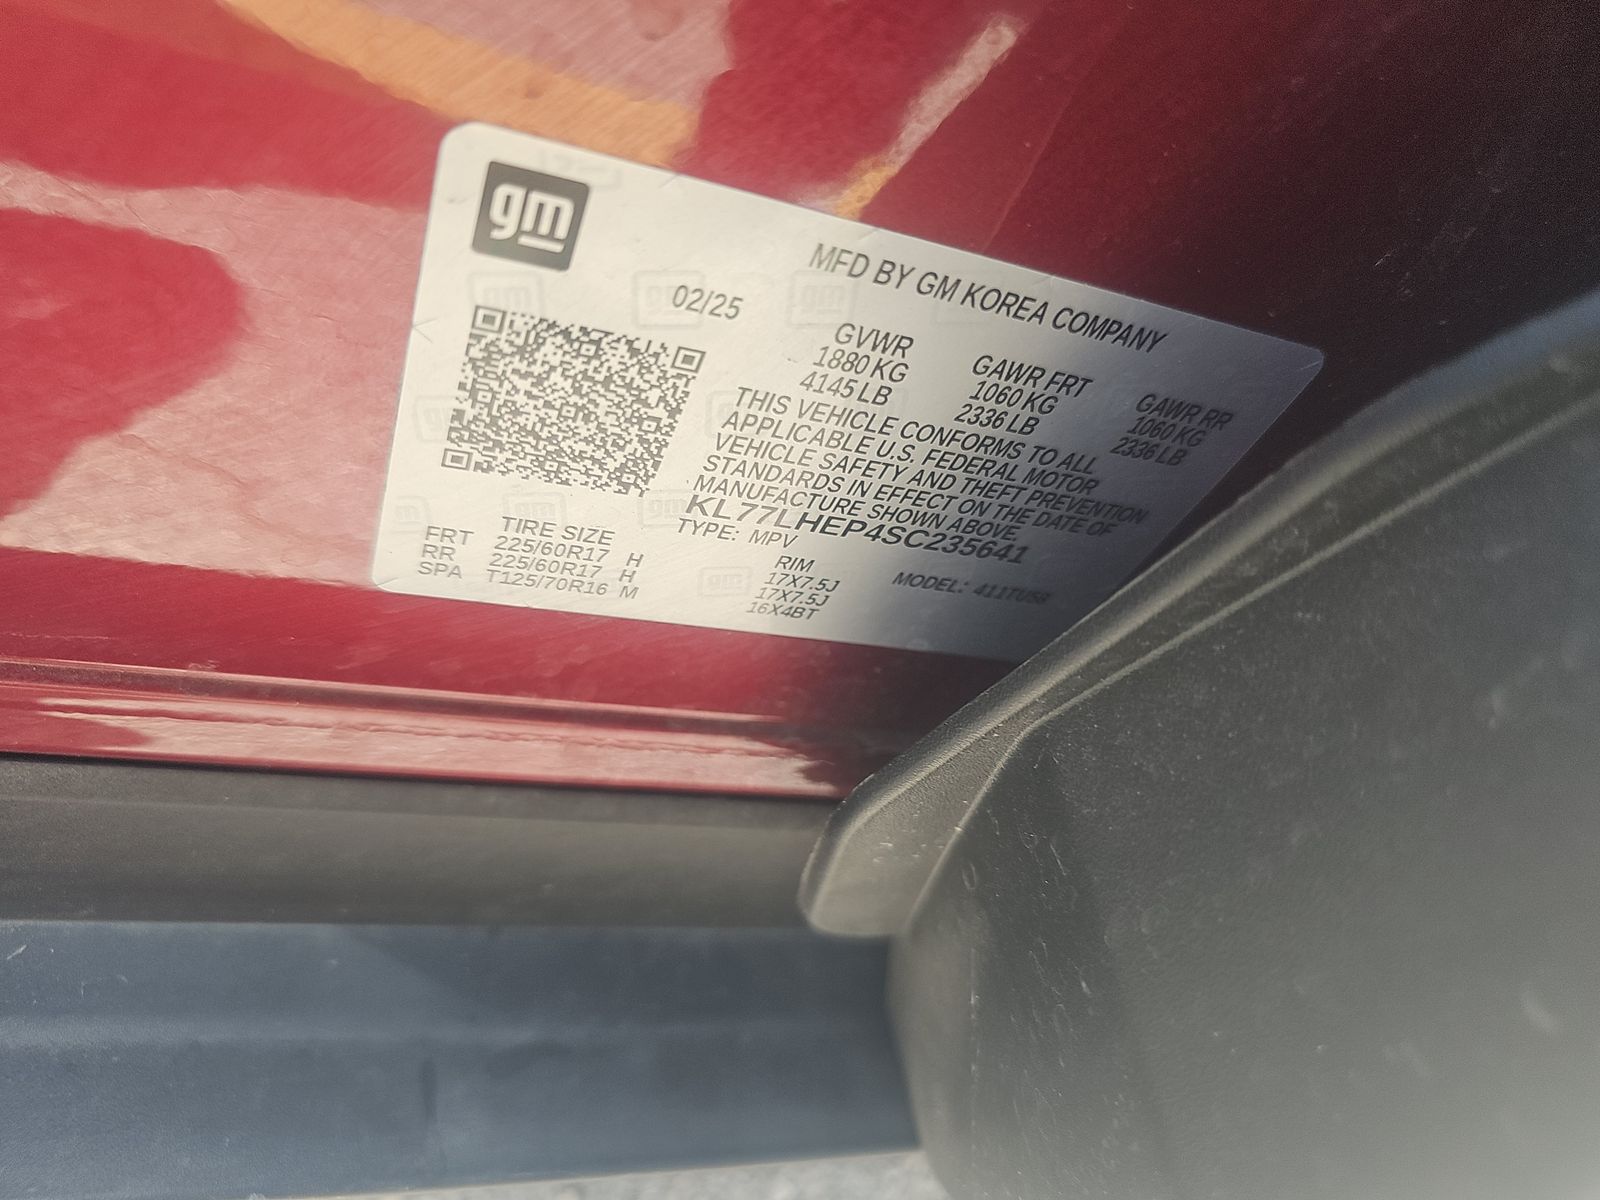 gm
MFD BY GM KOREA COMPANY
02/25
GVWR GAWR FRT GAWR RR
1880 KG 1060 KG 1060 KG
4145 LB 2336 LB 2336 LB
THIS VEHICLE CONFORMS TO ALL
APPLICABLE U.S. FEDERAL MOTOR
VEHICLE SAFETY AND THEFT PREVENTION
STANDARDS IN EFFECT ON THE DATE OF
MANUFACTURE SHOWN ABOVE.
KL77LHEP4SC235641
TYPE: MPV MODEL:
TIRE SIZE RIM
FRT 225/60R17 H 17X7.5J
RR 225/60R17 H 17X7.5J
SPA T125/70R16 M 16X4BT